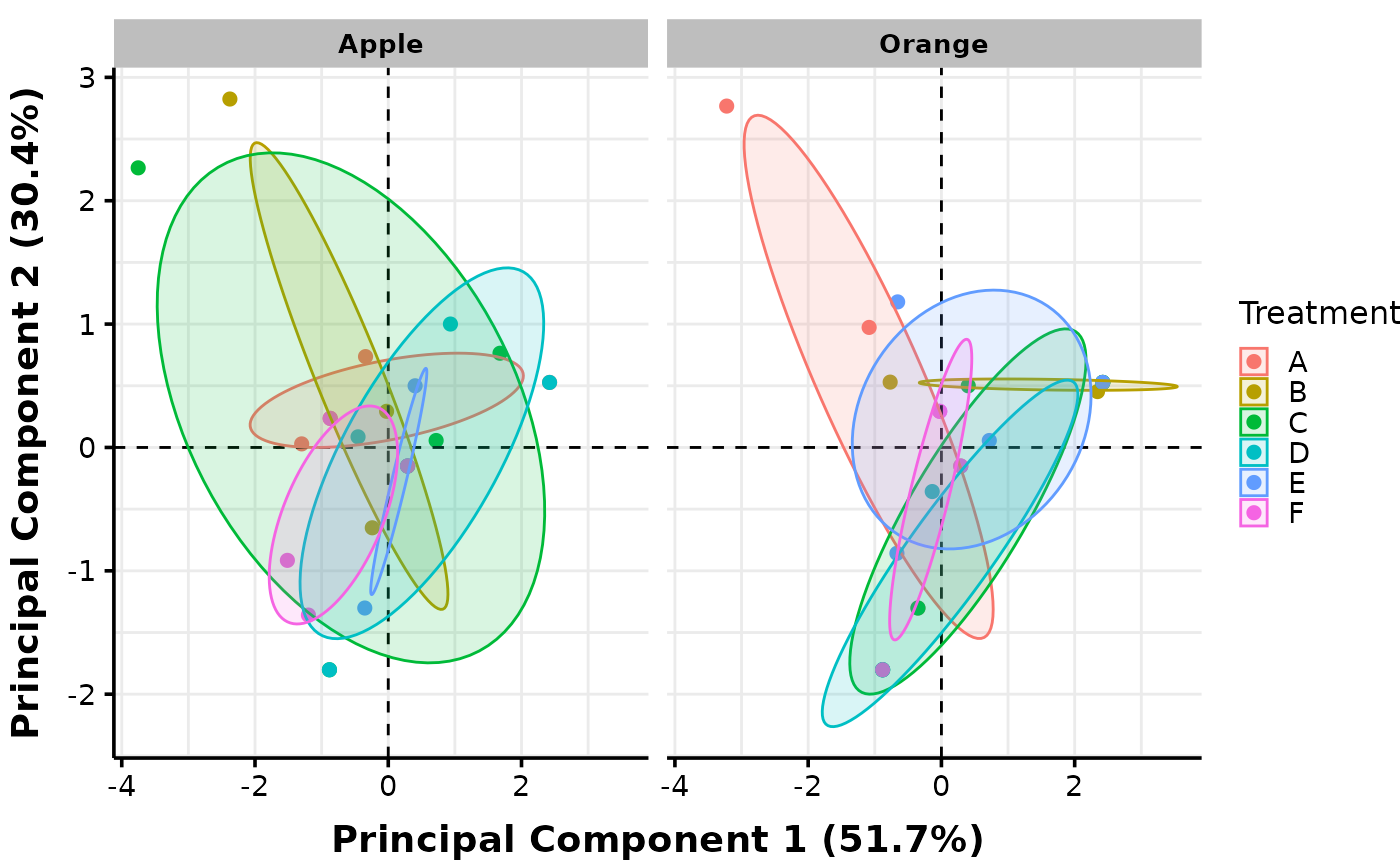 Apple
Orange
Principal Component 2 (30.4%)
3
2
1
0
-1
-2
-4
-2
0
2
-4
-2
0
2
Principal Component 1 (51.7%)
Treatment
A
B
C
D
E
F